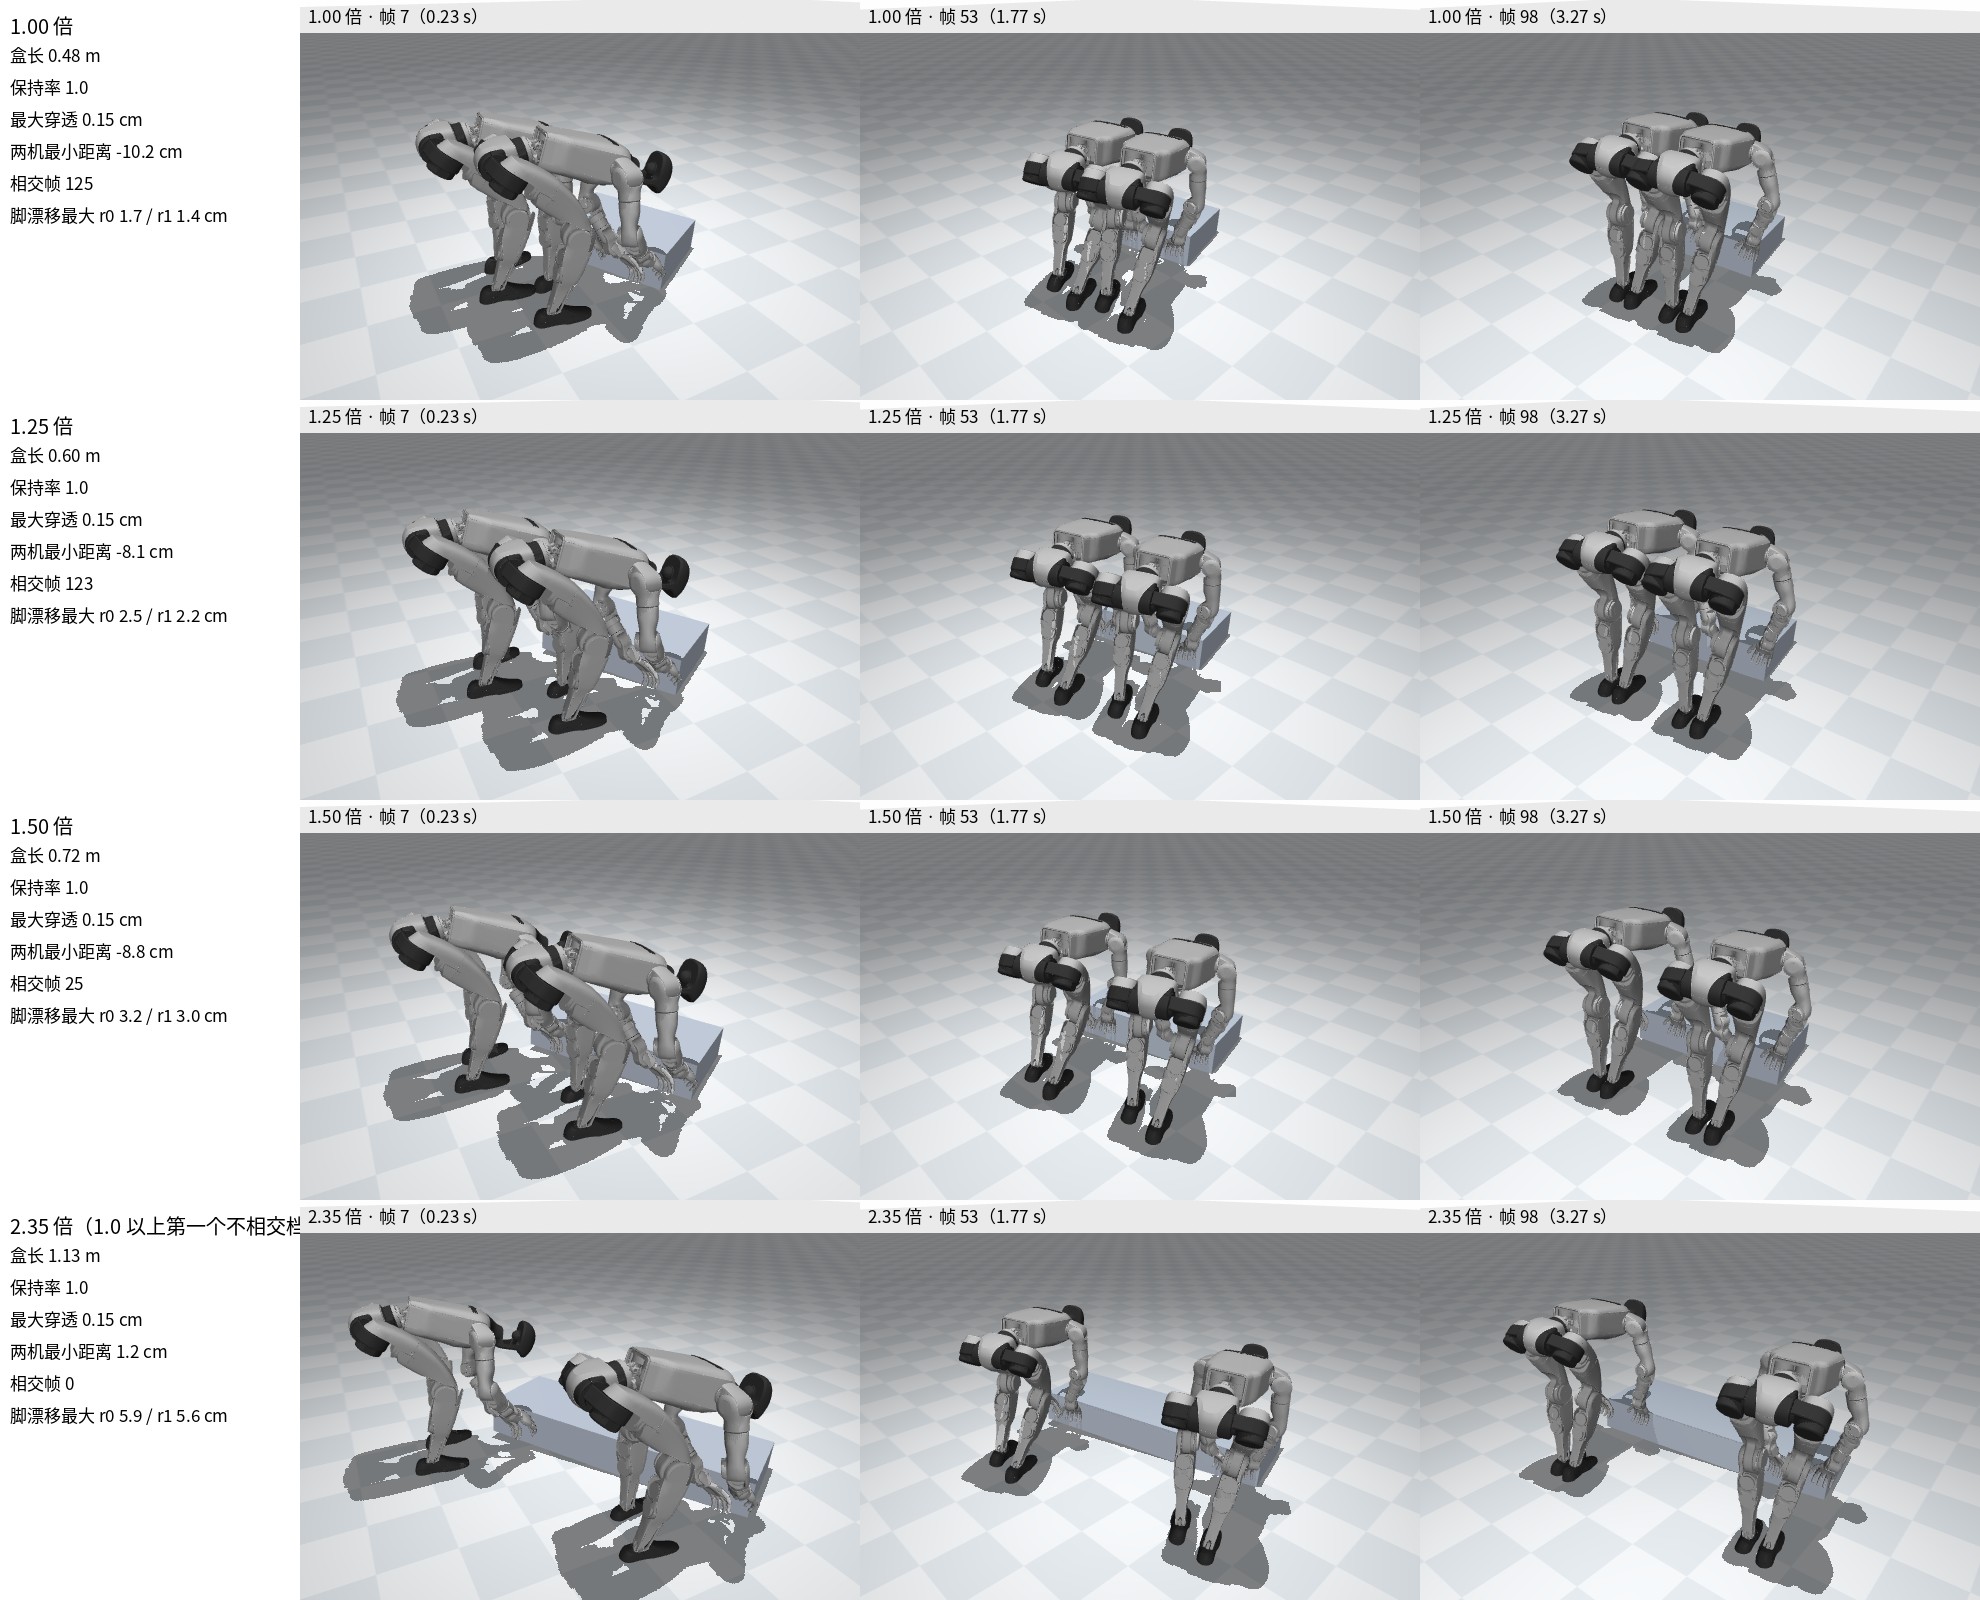 1.00 倍
盒长 0.48 m
保持率 1.0
最大穿透 0.15 cm
两机最小距离 -10.2 cm
相交帧 125
脚漂移最大 r0 1.7 / r1 1.4 cm
1.00 倍 · 帧 7（0.23 s）
1.00 倍 · 帧 53（1.77 s）
1.00 倍 · 帧 98（3.27 s）
1.25 倍
盒长 0.60 m
保持率 1.0
最大穿透 0.15 cm
两机最小距离 -8.1 cm
相交帧 123
脚漂移最大 r0 2.5 / r1 2.2 cm
1.25 倍 · 帧 7（0.23 s）
1.25 倍 · 帧 53（1.77 s）
1.25 倍 · 帧 98（3.27 s）
1.50 倍
盒长 0.72 m
保持率 1.0
最大穿透 0.15 cm
两机最小距离 -8.8 cm
相交帧 25
脚漂移最大 r0 3.2 / r1 3.0 cm
1.50 倍 · 帧 7（0.23 s）
1.50 倍 · 帧 53（1.77 s）
1.50 倍 · 帧 98（3.27 s）
2.35 倍（1.0 以上第一个不相交档
盒长 1.13 m
保持率 1.0
最大穿透 0.15 cm
两机最小距离 1.2 cm
相交帧 0
脚漂移最大 r0 5.9 / r1 5.6 cm
2.35 倍 · 帧 7（0.23 s）
2.35 倍 · 帧 53（1.77 s）
2.35 倍 · 帧 98（3.27 s）